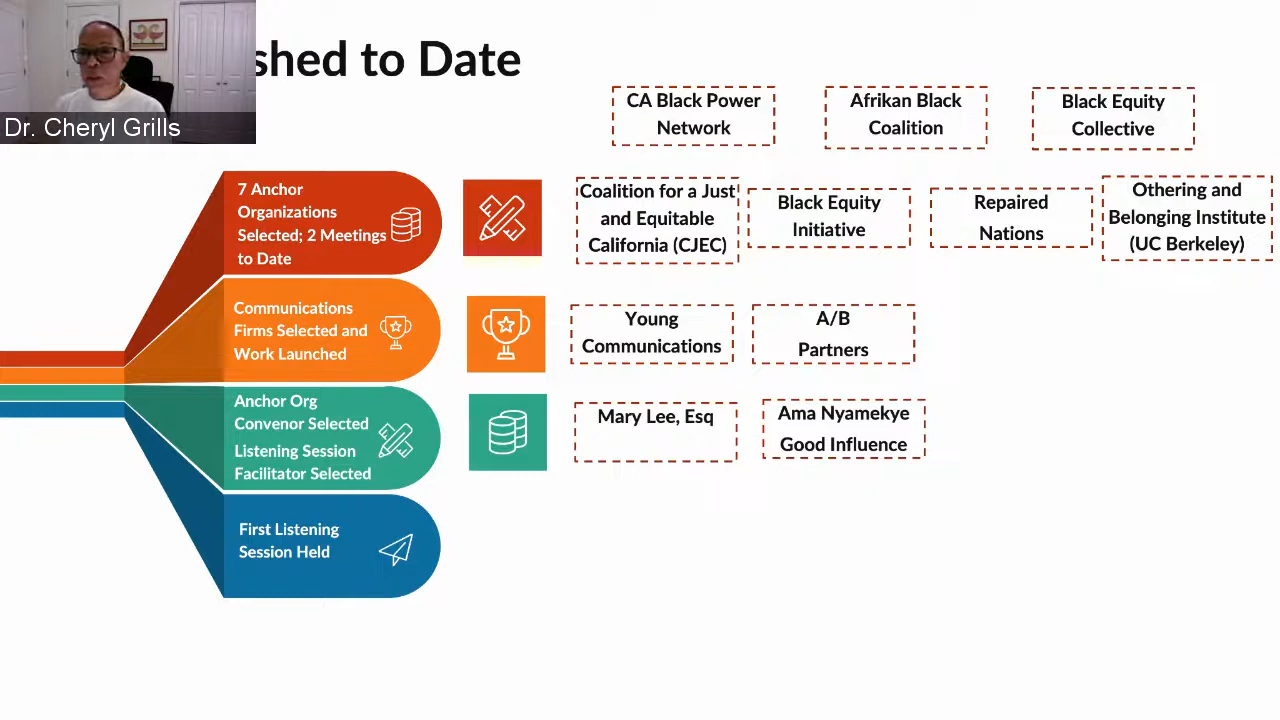 shed to Date
Dr. Cheryl Grills
CA Black Power
Network
Afrikan Black
Coalition
Black Equity
Collective
7 Anchor
Organizations
Selected; 2 Meetings
to Date
Coalition for a Just
and Equitable
California (CJEC)
Black Equity
Initiative
Repaired
Nations
Othering and
Belonging Institute
(UC Berkeley)
Communications
Firms Selected and
Work Launched
Young
Communications
A/B
Partners
Anchor Org
Convenor Selected
Listening Session
Facilitator Selected
Mary Lee, Esq
Ama Nyamekye
Good Influence
First Listening
Session Held